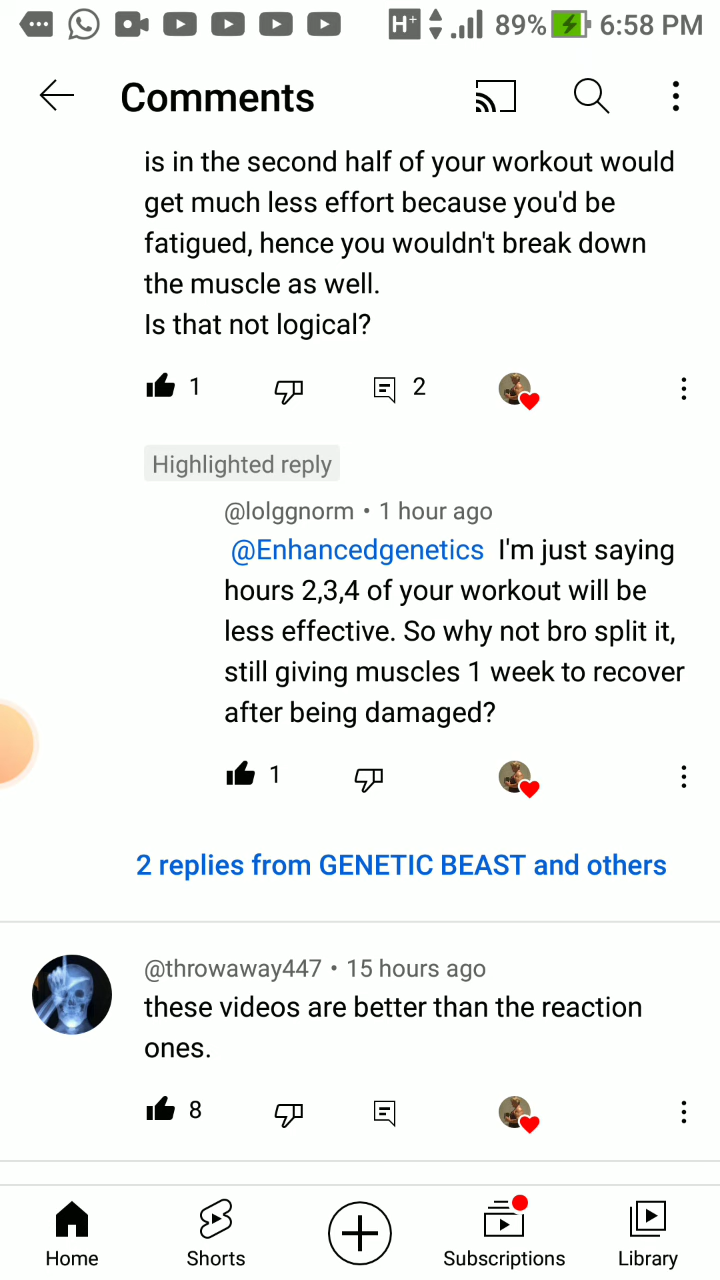 H+ 89% 6:58 PM
Comments
is in the second half of your workout would
get much less effort because you'd be
fatigued, hence you wouldn't break down
the muscle as well.
Is that not logical?
1 2
Highlighted reply
@lolggnorm • 1 hour ago
@Enhancedgenetics I'm just saying
hours 2,3,4 of your workout will be
less effective. So why not bro split it,
still giving muscles 1 week to recover
after being damaged?
1
2 replies from GENETIC BEAST and others
@throwaway447 • 15 hours ago
these videos are better than the reaction
ones.
8
Home Shorts Subscriptions Library